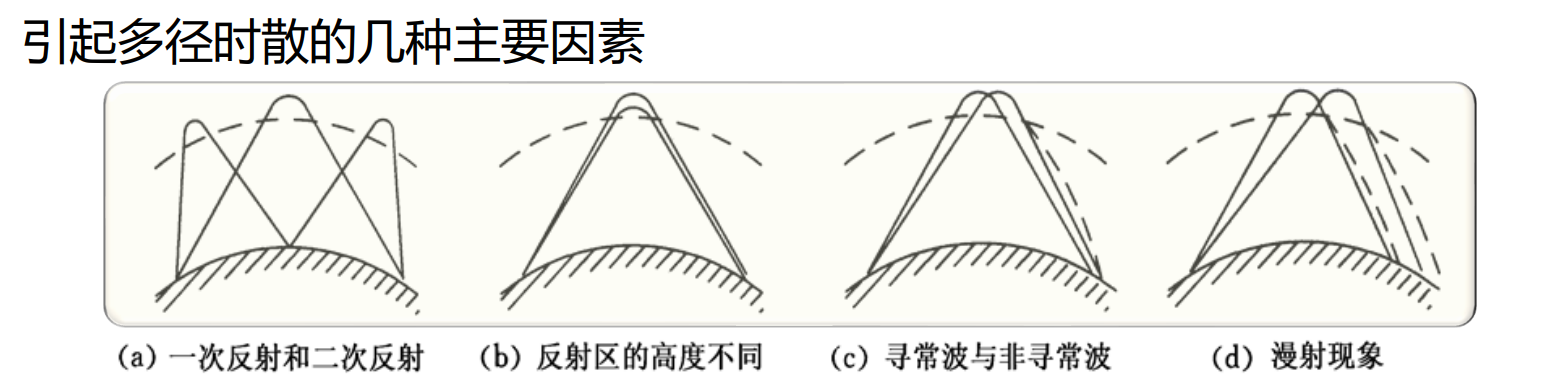 引起多径时散的几种主要因素
(a) 一次反射和二次反射
(b) 反射区的高度不同
(c) 寻常波与非寻常波
(d) 漫射现象